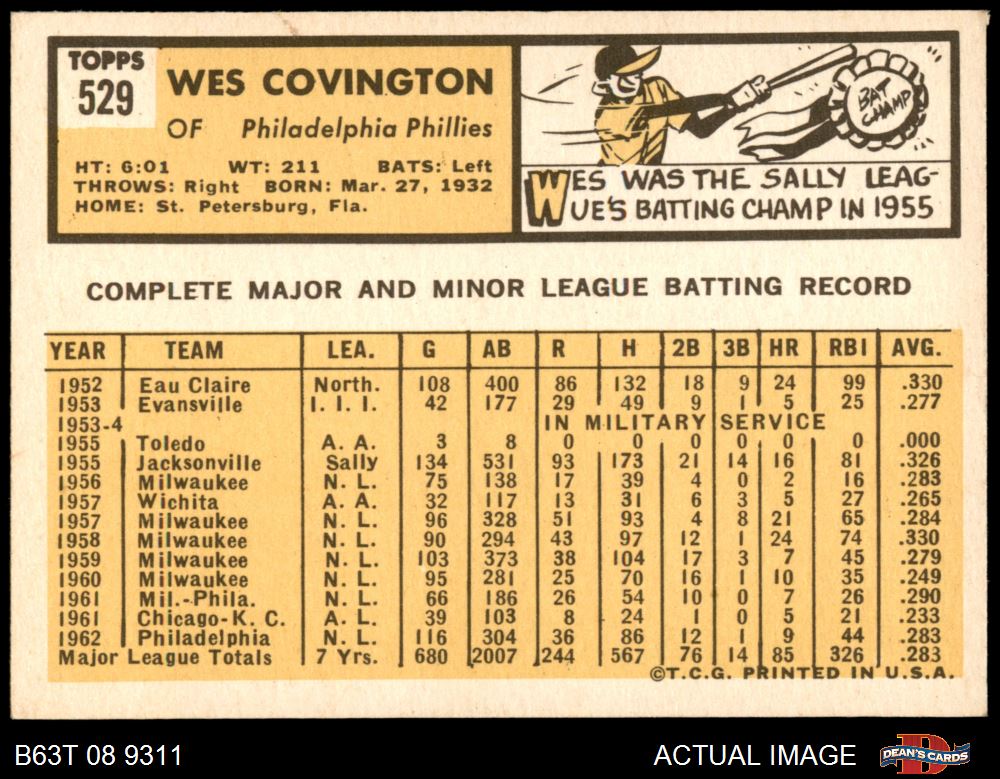 TOPPS
529
WES COVINGTON
OF Philadelphia Phillies
HT: 6:01 WT: 211 BATS: Left
THROWS: Right BORN: Mar. 27, 1932
HOME: St. Petersburg, Fla.
BAT
CHAMP
WES WAS THE SALLY LEAG-
UE'S BATTING CHAMP IN 1955
COMPLETE MAJOR AND MINOR LEAGUE BATTING RECORD
YEAR TEAM LEA. G AB R H 2B 3B HR RBI AVG.
1952 Eau Claire North. 108 400 86 132 18 9 24 99 .330
1953 Evansville I. I. I. 42 177 29 49 9 1 5 25 .277
1953-4 IN MILITARY SERVICE
1955 Toledo A. A. 3 8 0 0 0 0 0 0 .000
1955 Jacksonville Sally 134 531 93 173 21 14 16 81 .326
1956 Milwaukee N. L. 75 138 17 39 4 0 2 16 .283
1957 Wichita A. A. 32 117 13 31 6 3 5 27 .265
1957 Milwaukee N. L. 96 328 51 93 4 8 21 65 .284
1958 Milwaukee N. L. 90 294 43 97 12 1 24 74 .330
1959 Milwaukee N. L. 103 373 38 104 17 3 7 45 .279
1960 Milwaukee N. L. 95 281 25 70 16 1 10 35 .249
1961 Mil.-Phila. N. L. 66 186 26 54 10 0 7 26 .290
1961 Chicago-K. C. A. L. 39 103 8 24 1 0 5 21 .233
1962 Philadelphia N. L. 116 304 36 86 12 1 9 44 .283
Major League Totals 7 Yrs. 680 2007 244 567 76 14 85 326 .283
©T.C.G. PRINTED IN U.S.A.
B63T 08 9311 ACTUAL IMAGE DEAN'S CARDS